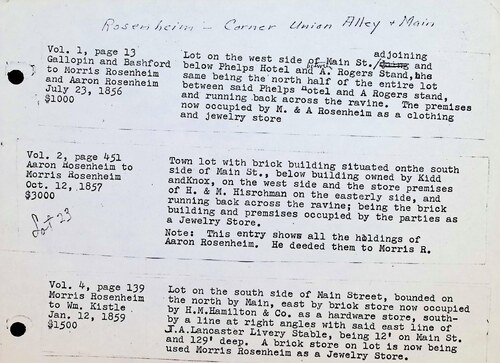 Rosenheim - Corner Union Alley + Main
Vol. 1, page 13
Gallopin and Bashford
to Morris Rosenheim
and Aaron Rosenheim
July 23, 1856
$1000
adjoining
Lot on the west side of Main St./ and
below Phelps Hotel and A. Rogers Stand, the
same being the north half of the entire lot
between said Phelps Hotel and A Rogers stand,
and running back across the ravine. The premises
now occupied by M. & A Rosenheim as a clothing
and jewelry store
Vol. 2, page 451
Aaron Rosenheim to
Morris Rosenheim
Oct. 12, 1857
$3000
Lot 23
Town lot with brick building situated onthe south
side of Main St., below building owned by Kidd
andKnox, on the west side and the store premises
of H. & M. Hisrohman on the easterly side, and
running back across the ravine; being the brick
building and premsises occupied by the parties as
a Jewelry Store.
Note: This entry shows all the holdings of
Aaron Rosenheim. He deeded them to Morris R.
Vol. 4, page 139
Morris Rosenheim
to Wm. Kistle
Jan. 12, 1859
$1500
Lot on the south side of Main Street, bounded on
the north by Main, east by brick store now occupied
by H.M.Hamilton & Co. as a hardware store, south-
by a line at right angles with said east line of
J.A.Lancaster Livery Stable, being 12' on Main St.
and 129' deep. A brick store on lot is now being
used Morris Rosenheim as a Jewelry Store.